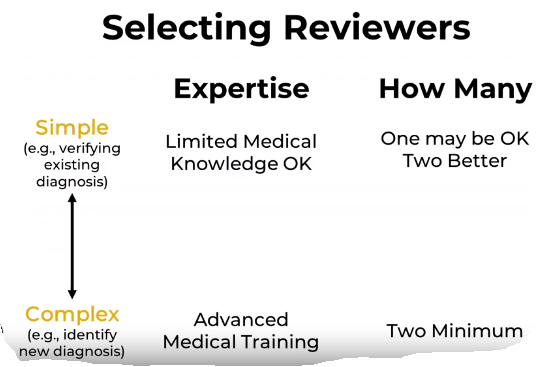 Selecting Reviewers
Expertise
How Many
Simple
(e.g., verifying
existing
diagnosis)
Limited Medical
Knowledge OK
One may be OK
Two Better
Complex
(e.g., identify
new diagnosis)
Advanced
Medical Training
Two Minimum